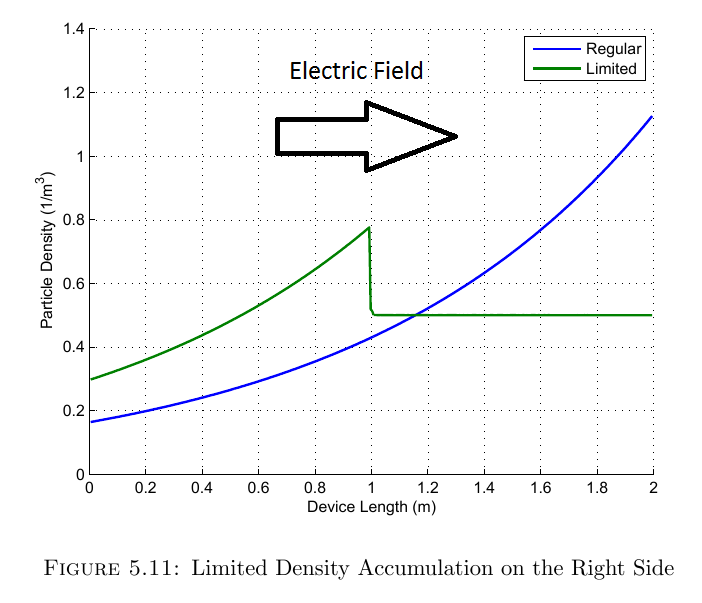 1.4
1.2
1
0.8
0.6
0.4
0.2
0
Particle Density (1/m³)
Electric Field
Regular
Limited
0 0.2 0.4 0.6 0.8 1 1.2 1.4 1.6 1.8 2
Device Length (m)
FIGURE 5.11: Limited Density Accumulation on the Right Side